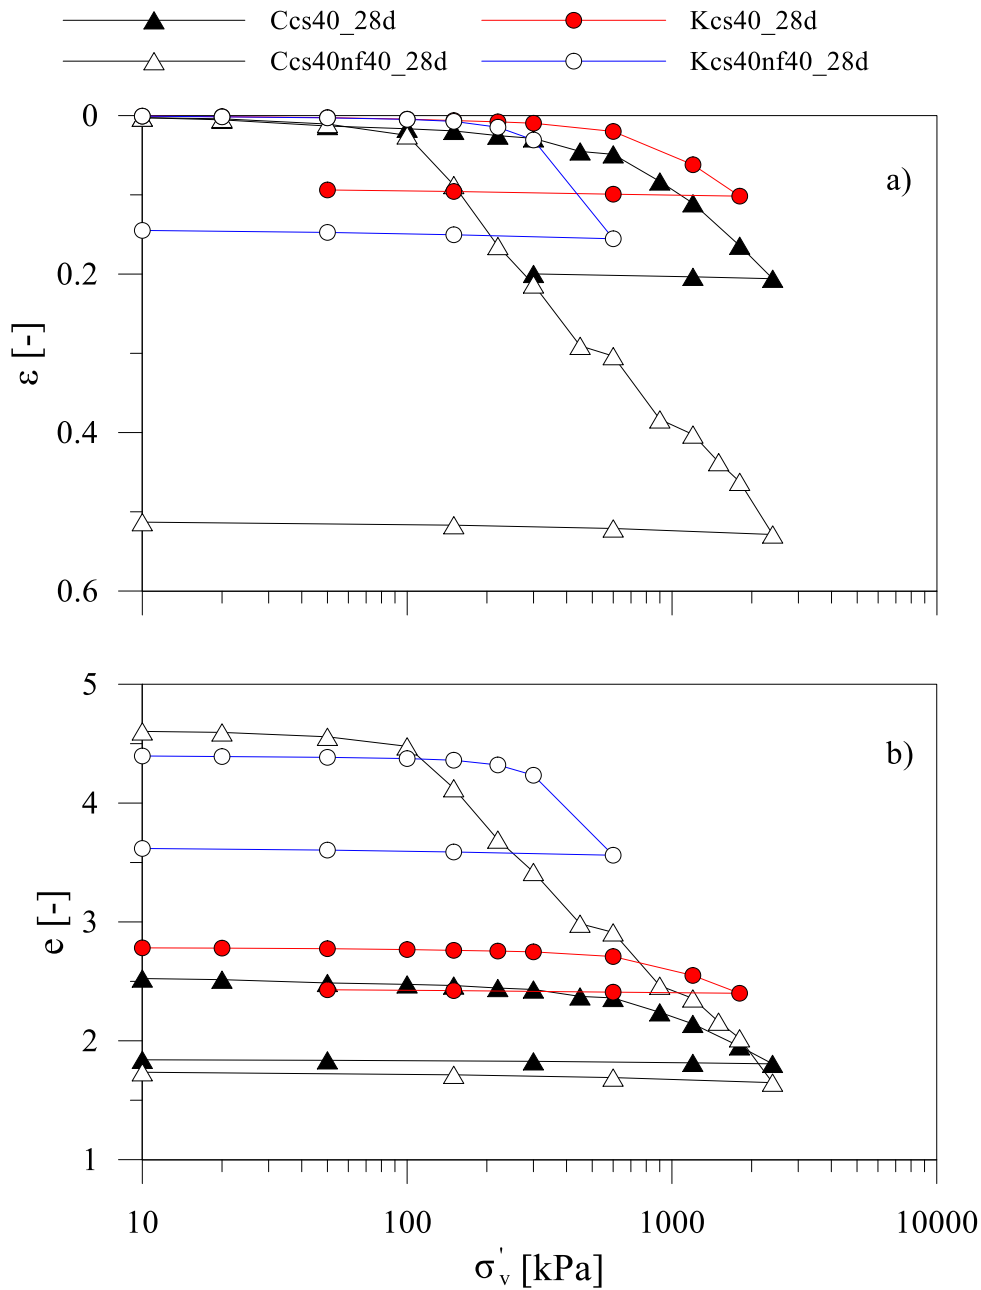 Ccs40_28d Kcs40_28d
Ccs40nf40_28d Kcs40nf40_28d
0
a)
0.2
ε [-]
0.4
0.6
5
b)
4
3
e [-]
2
1
10 100 1000 10000
σ'v [kPa]